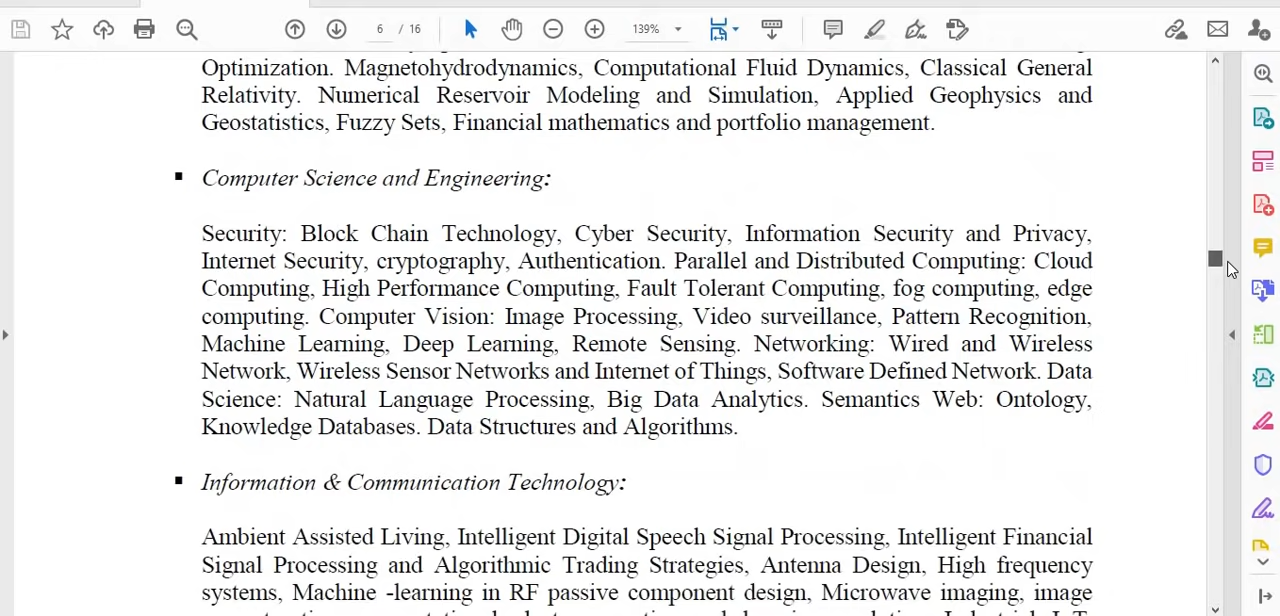 6 / 16
139%
Optimization. Magnetohydrodynamics, Computational Fluid Dynamics, Classical General
Relativity. Numerical Reservoir Modeling and Simulation, Applied Geophysics and
Geostatistics, Fuzzy Sets, Financial mathematics and portfolio management.
▪ Computer Science and Engineering:
Security: Block Chain Technology, Cyber Security, Information Security and Privacy,
Internet Security, cryptography, Authentication. Parallel and Distributed Computing: Cloud
Computing, High Performance Computing, Fault Tolerant Computing, fog computing, edge
computing. Computer Vision: Image Processing, Video surveillance, Pattern Recognition,
Machine Learning, Deep Learning, Remote Sensing. Networking: Wired and Wireless
Network, Wireless Sensor Networks and Internet of Things, Software Defined Network. Data
Science: Natural Language Processing, Big Data Analytics. Semantics Web: Ontology,
Knowledge Databases. Data Structures and Algorithms.
▪ Information & Communication Technology:
Ambient Assisted Living, Intelligent Digital Speech Signal Processing, Intelligent Financial
Signal Processing and Algorithmic Trading Strategies, Antenna Design, High frequency
systems, Machine -learning in RF passive component design, Microwave imaging, image